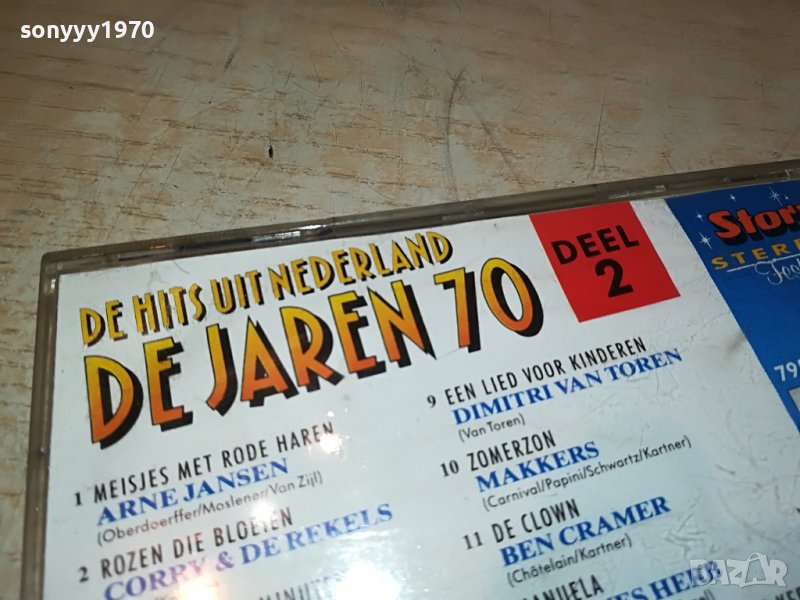 sonyyy1970
DE HITS UIT NEDERLAND
DE JAREN 70
DEEL
2
1 MEISJES MET RODE HAREN
ARNE JANSEN
(Oberdoerffer/Moslener/Van Zijl)
2 ROZEN DIE BLOEIEN
CORRY & DE REKELS
9 EEN LIED VOOR KINDEREN
DIMITRI VAN TOREN
(Van Toren)
10 ZOMERZON
MAKKERS
(Carnival/Papini/Schwartz/Kartner)
11 DE CLOWN
BEN CRAMER
(Châtelain/Kartner)
BAZAR